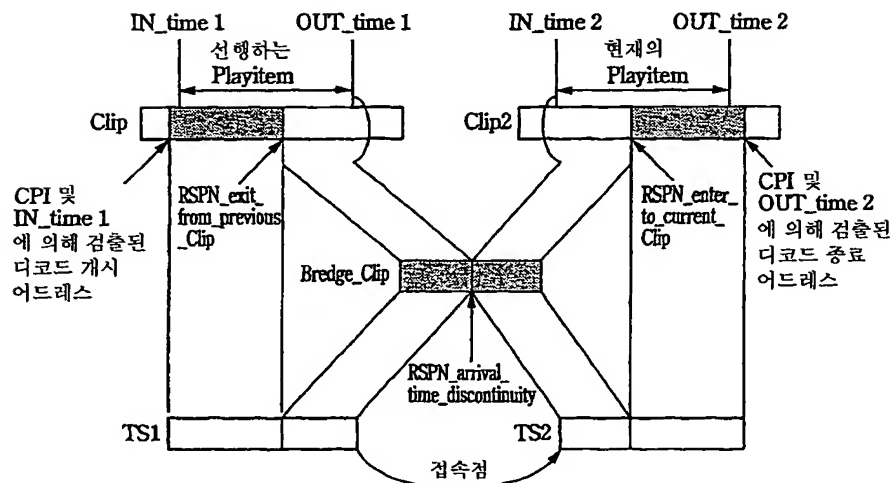 IN_time 1
OUT_time 1
IN_time 2
OUT_time 2
선행하는
Playitem
현재의
Playitem
Clip
Clip2
CPI 및
IN_time 1
에 의해 검출된
디코드 개시
어드레스
RSPN_exit_
from_previous
_Clip
RSPN_enter_
to_current_
Clip
CPI 및
OUT_time 2
에 의해 검출된
디코드 종료
어드레스
Bredge_Clip
RSPN_arrival_
time_discontinuity
TS1
TS2
접속점